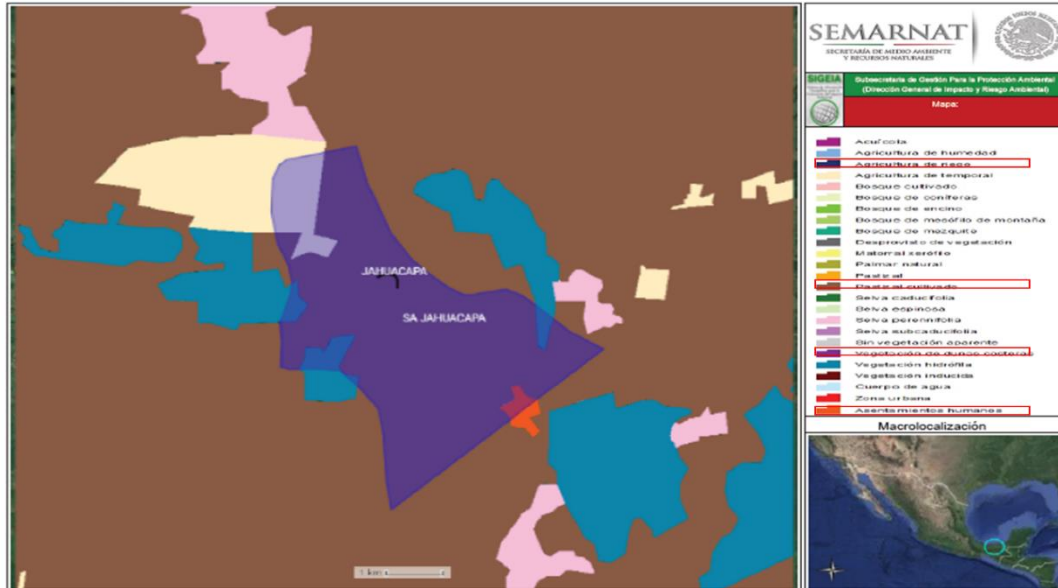 JAHUACAPA
SA JAHUACAPA
1 km
SEMARNAT
SECRETARÍA DE MEDIO AMBIENTE
Y RECURSOS NATURALES
SIGEIA
Subsecretaría de Gestión Para la Protección Ambiental
(Dirección General de Impacto y Riesgo Ambiental)
Mapa:
Acuícola
Agricultura de humedad
Agricultura de riego
Agricultura de temporal
Bosque cultivado
Bosque de coníferas
Bosque de encino
Bosque de mesófilo de montaña
Bosque de mezquite
Desprovisto de vegetación
Matorral xerófilo
Palmar natural
Pastizal
Pastizal cultivado
Selva caducifolia
Selva espinosa
Selva perennifolia
Selva subcaducifolia
Sin vegetación aparente
Vegetación de dunas costeras
Vegetación hidrófila
Vegetación inducida
Cuerpo de agua
Zona urbana
Asentamientos humanos
Macrolocalización